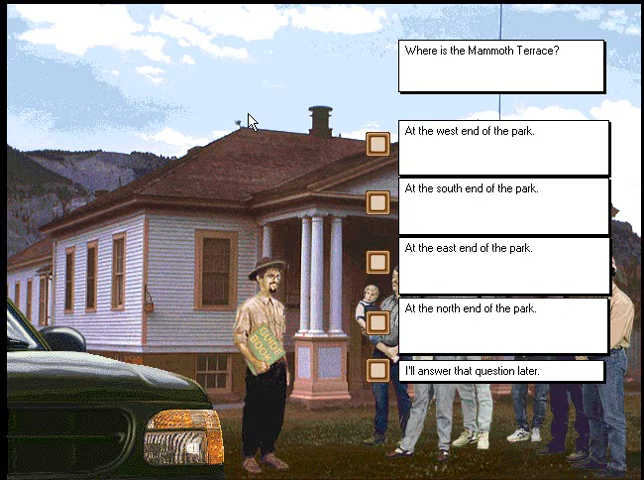 Where is the Mammoth Terrace?
At the west end of the park.
At the south end of the park.
At the east end of the park.
At the north end of the park.
I'll answer that question later.
GUIDE
BOOK